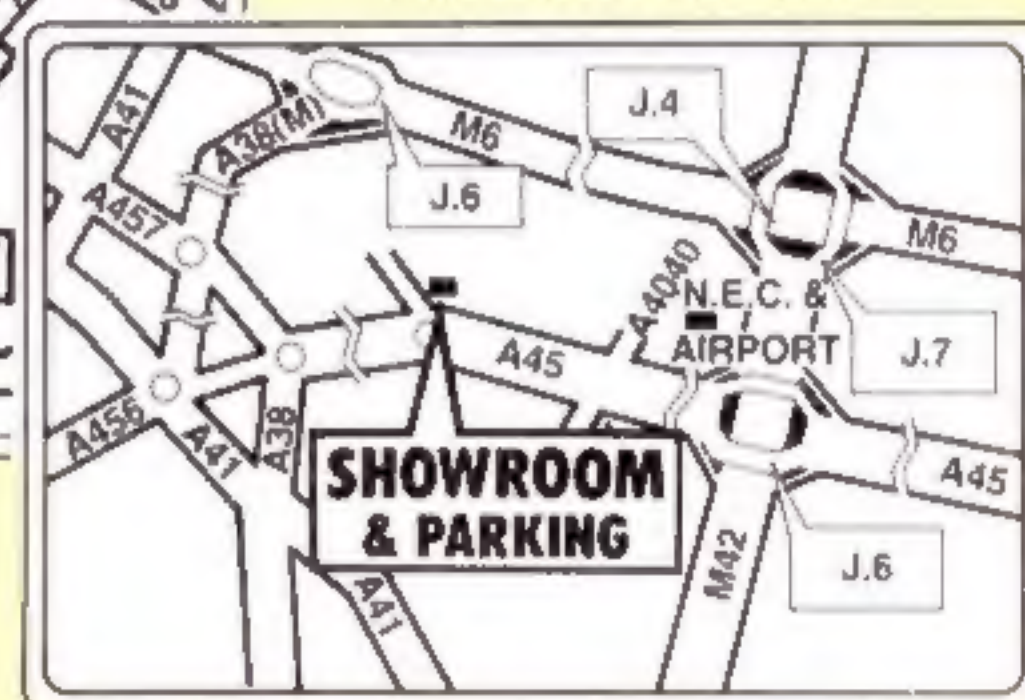 A41
A38(M)
M6
J.4
J.6
A457
M6
A4040
N.E.C. &
AIRPORT
J.7
A45
A456
A41
A38
SHOWROOM
& PARKING
A45
M42
J.6
A41